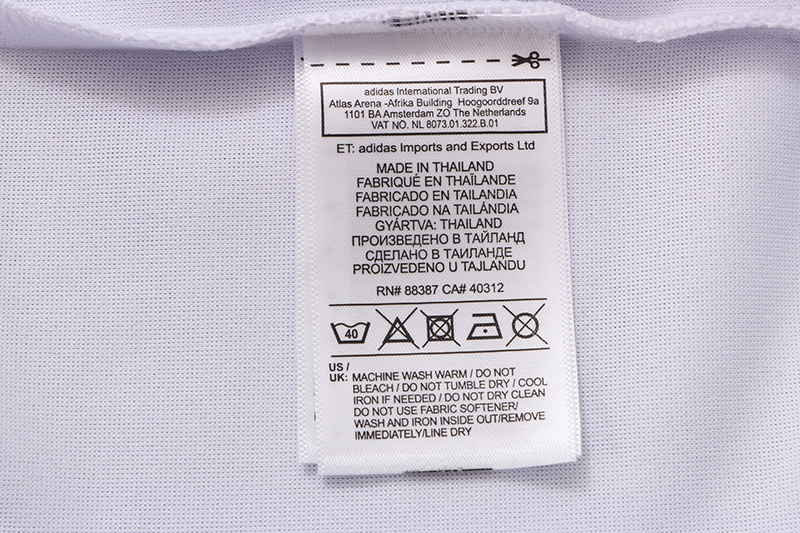 adidas International Trading BV
Atlas Arena -Afrika Building Hoogoorddreef 9a
1101 BA Amsterdam ZO The Netherlands
VAT NO. NL 8073.01.322.B.01
ET: adidas Imports and Exports Ltd
MADE IN THAILAND
FABRIQUÉ EN THAÏLANDE
FABRICADO EN TAILANDIA
FABRICADO NA TAILÁNDIA
GYÁRTVA: THAILAND
ПРОИЗВЕДЕНО В ТАЙЛАНД
СДЕЛАНО В ТАИЛАНДЕ
PROIZVEDENO U TAJLANDU
RN# 88387 CA# 40312
40
US /
UK: MACHINE WASH WARM / DO NOT
BLEACH / DO NOT TUMBLE DRY / COOL
IRON IF NEEDED / DO NOT DRY CLEAN
DO NOT USE FABRIC SOFTENER/
WASH AND IRON INSIDE OUT/REMOVE
IMMEDIATELY/LINE DRY